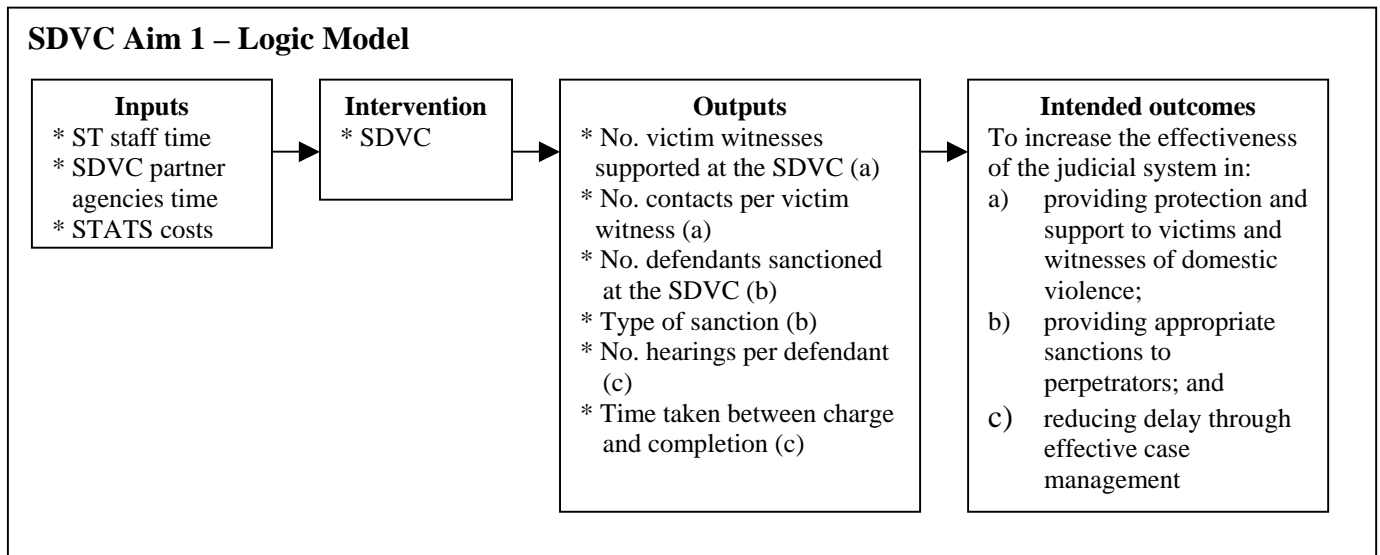 SDVC Aim 1 – Logic Model
Inputs
* ST staff time
* SDVC partner
agencies time
* STATS costs
Intervention
* SDVC
Outputs
* No. victim witnesses
supported at the SDVC (a)
* No. contacts per victim
witness (a)
* No. defendants sanctioned
at the SDVC (b)
* Type of sanction (b)
* No. hearings per defendant
(c)
* Time taken between charge
and completion (c)
Intended outcomes
To increase the effectiveness
of the judicial system in:
a) providing protection and
support to victims and
witnesses of domestic
violence;
b) providing appropriate
sanctions to
perpetrators; and
c) reducing delay through
effective case
management